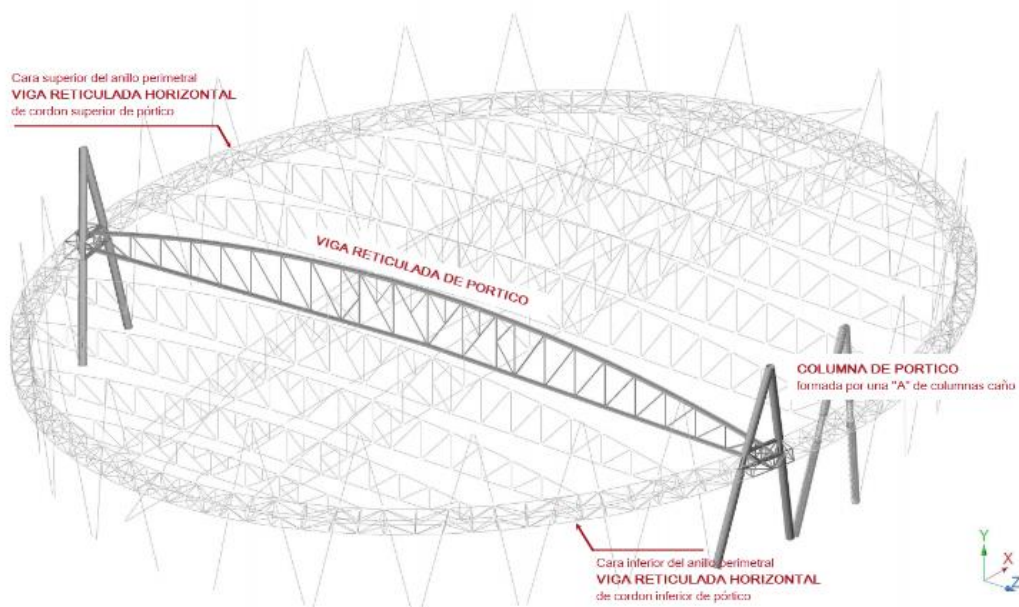 Cara superior del anillo perimetral
VIGA RETICULADA HORIZONTAL
de cordon superior de pórtico
VIGA RETICULADA DE PORTICO
COLUMNA DE PORTICO
formada por una "A" de columnas caño
Cara inferior del anillo perimetral
VIGA RETICULADA HORIZONTAL
de cordon inferior de pórtico
Y
X
Z